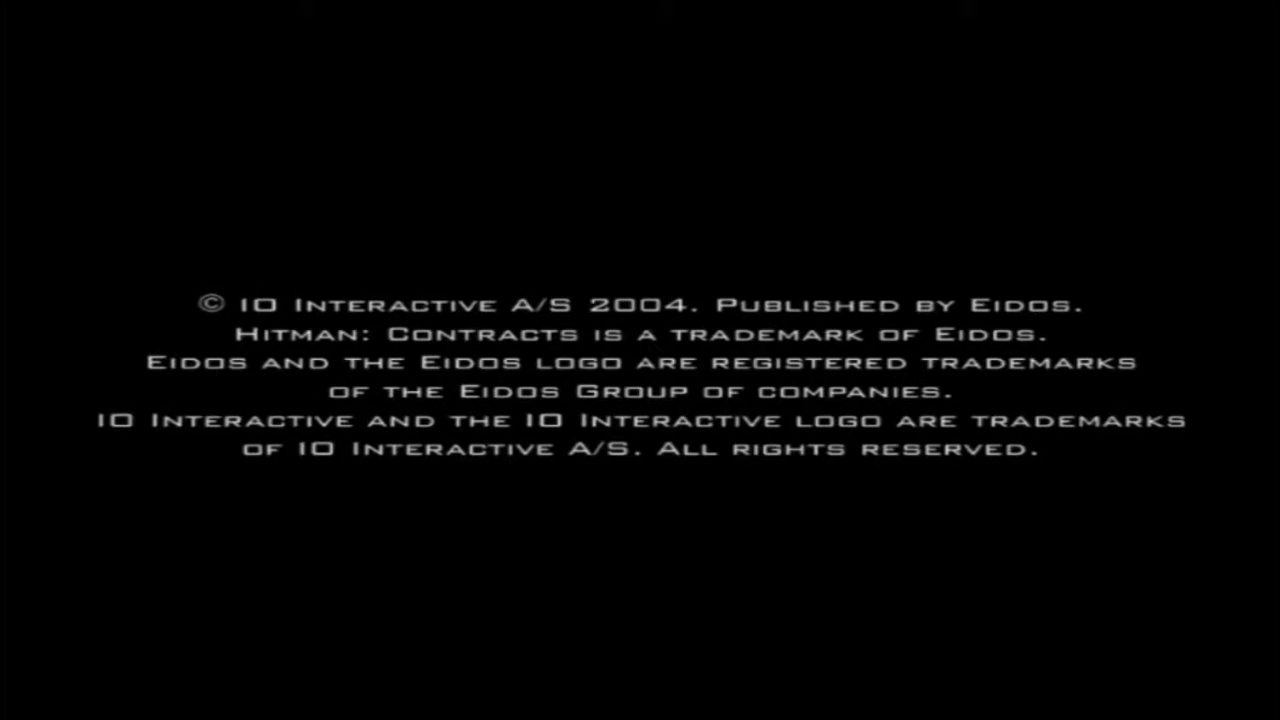 © IO Interactive A/S 2004. Published by Eidos.
Hitman: Contracts is a trademark of Eidos.
Eidos and the Eidos logo are registered trademarks
of the Eidos Group of companies.
IO Interactive and the IO Interactive logo are trademarks
of IO Interactive A/S. All rights reserved.